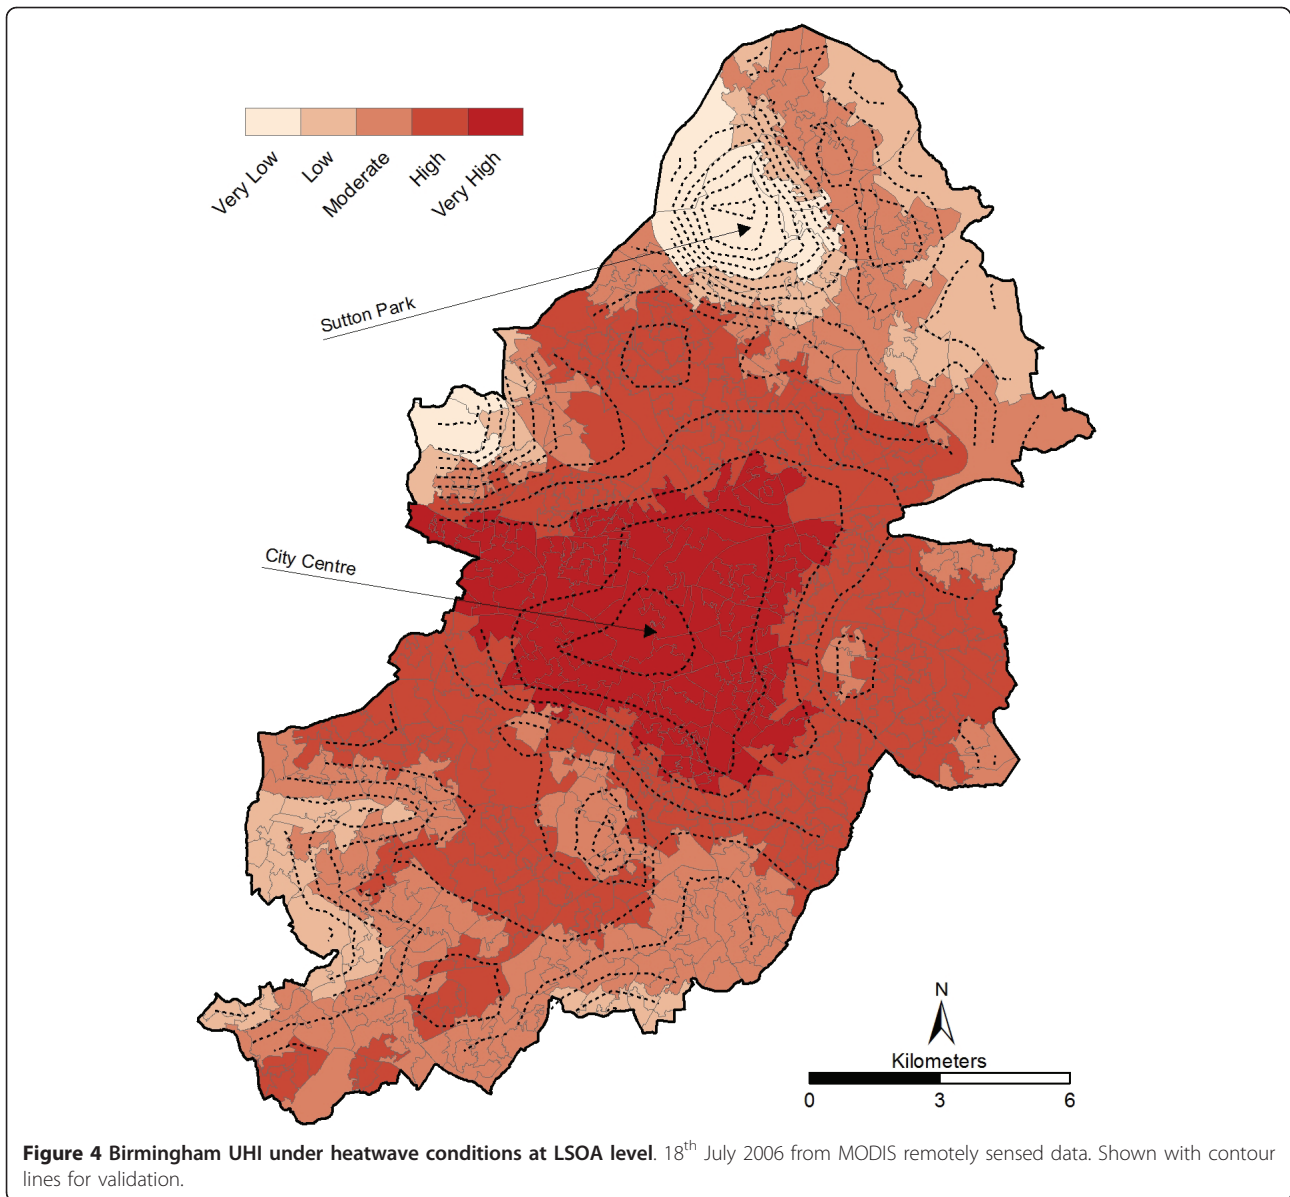 Very Low
Low
Moderate
High
Very High
Sutton Park
City Centre
N
Kilometers
0 3 6
Figure 4 Birmingham UHI under heatwave conditions at LSOA level. 18th July 2006 from MODIS remotely sensed data. Shown with contour
lines for validation.